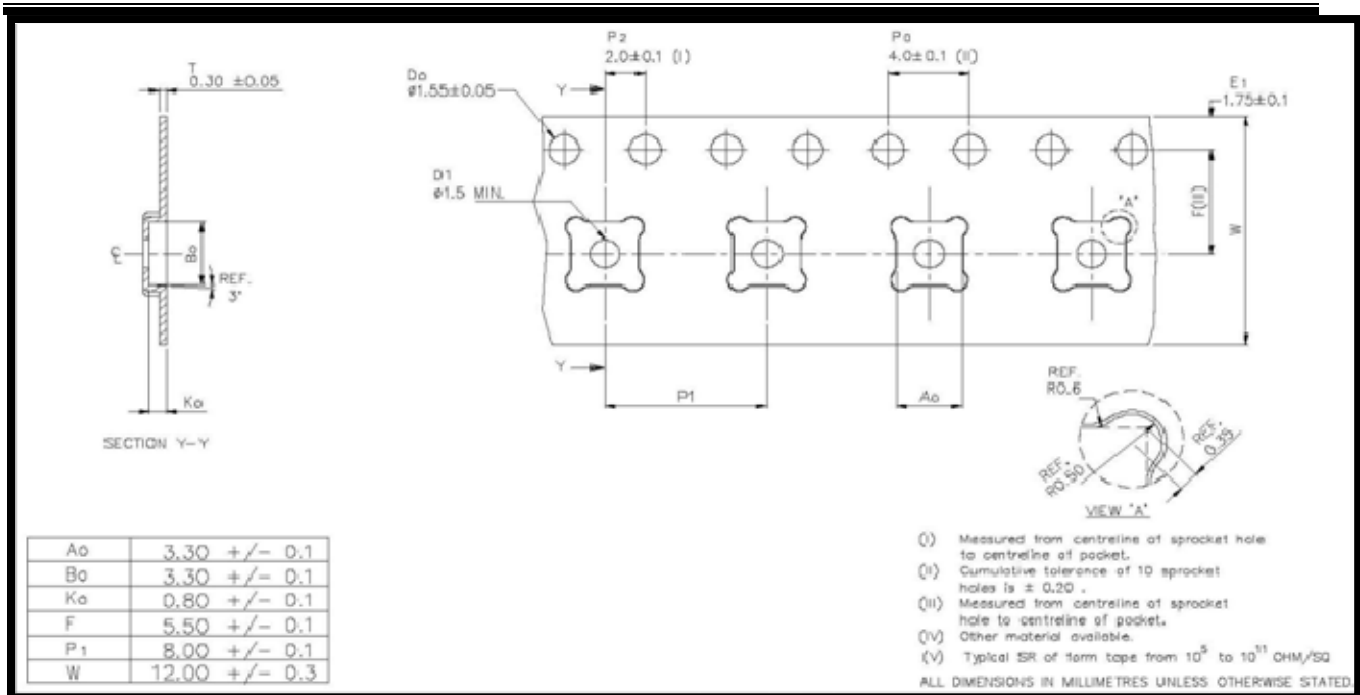 T
0.30 ±0.05
P2
2.0±0.1 (I)
Po
4.0±0.1 (II)
Do
ø1.55±0.05
Y
E1
1.75±0.1
D1
ø1.5 MIN.
"A"
F(III)
W
Bo
REF.
3°
Ko
SECTION Y-Y
Y
P1
Ao
REF.
R0.6
REF.
R0.50
REF.
0.39
VIEW "A"
Ao 3.30 +/- 0.1
Bo 3.30 +/- 0.1
Ko 0.80 +/- 0.1
F 5.50 +/- 0.1
P1 8.00 +/- 0.1
W 12.00 +/- 0.3
(I) Measured from centreline of sprocket hole
to centreline of pocket.
(II) Cumulative tolerance of 10 sprocket
holes is ± 0.20 .
(III) Measured from centreline of sprocket
hole to centreline of pocket.
(IV) Other material available.
(V) Typical SR of form tape from 10⁵ to 10¹¹ OHM/SQ
ALL DIMENSIONS IN MILLIMETRES UNLESS OTHERWISE STATED.